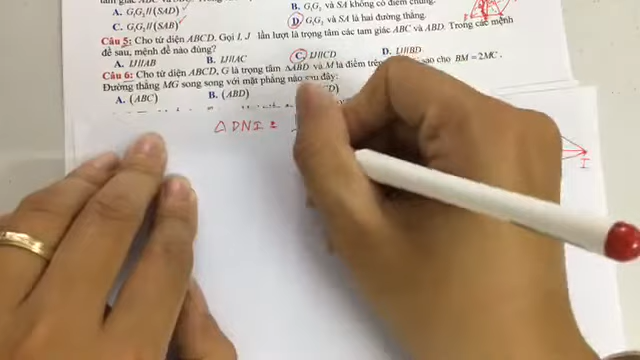 A. G₁G₂//(SAD)
B. G₁G₂ và SA không có điểm chung.
C. G₁G₂//(SAB)
D. G₁G₂ và SA là hai đường thẳng.
Câu 5: Cho tứ diện ABCD. Gọi I, J lần lượt là trọng tâm các tam giác ABC và ABD. Trong các mệnh
đề sau, mệnh đề nào đúng?
A. IJ//AB
B. IJ//AC
C. IJ//CD
D. IJ//BD
Câu 6: Cho tứ diện ABCD, G là trọng tâm ΔABD và M là điểm trên sao cho BM = 2MC.
Đường thẳng MG song song với mặt phẳng nào sau đây:
A. (ABC)
B. (ABD)
ΔDNI:
I